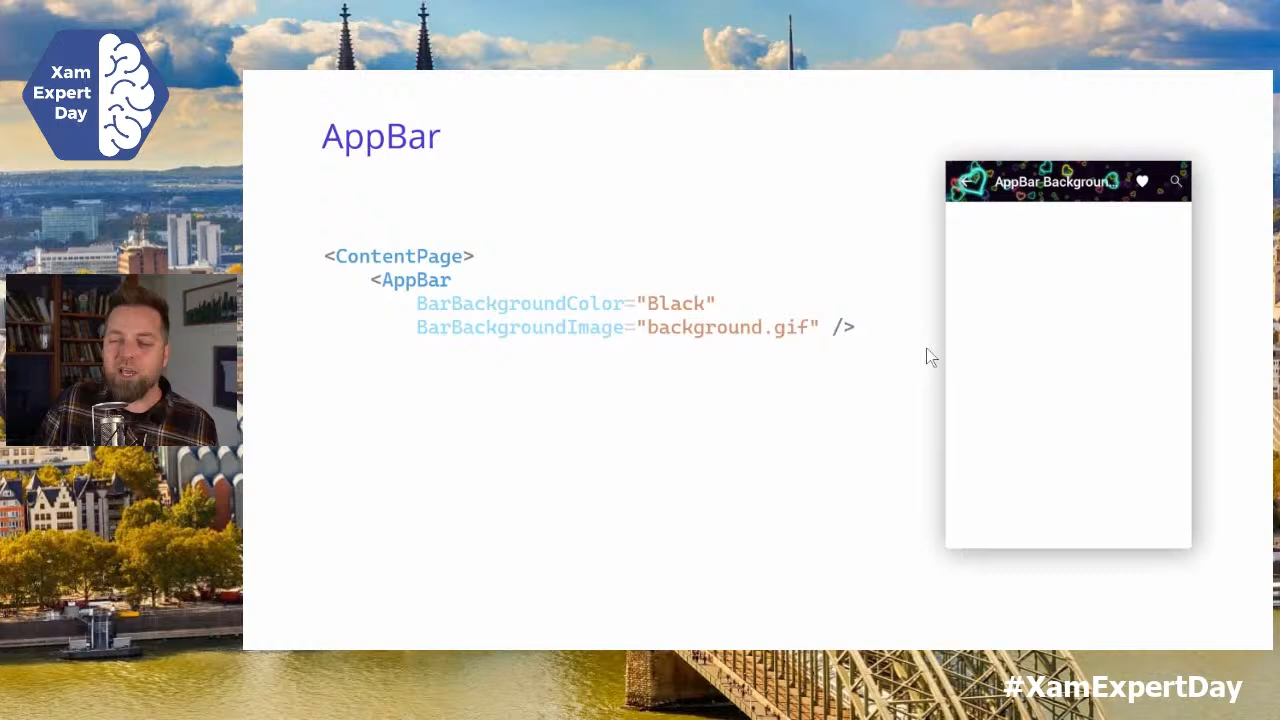 Xam
Expert
Day
AppBar
<ContentPage>
<AppBar
BarBackgroundColor="Black"
BarBackgroundImage="background.gif" />
AppBar Backgroun...
#XamExpertDay